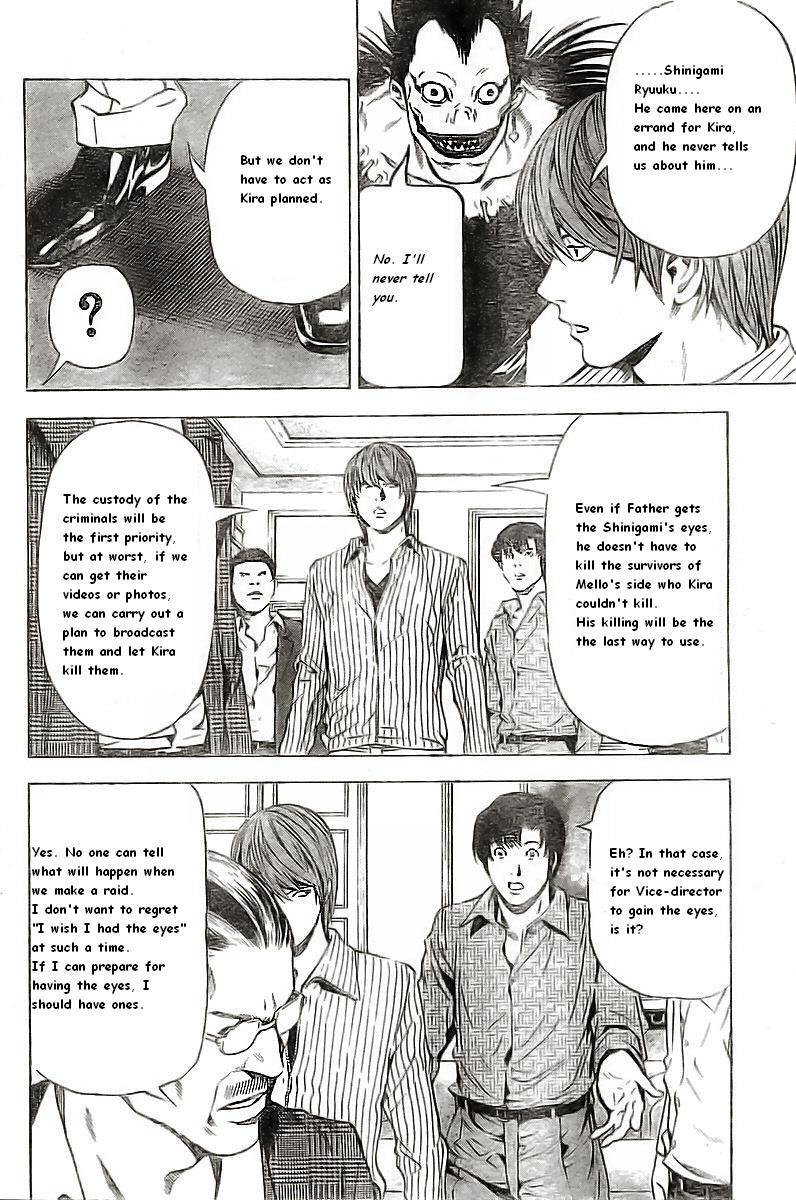 .....Shinigami
Ryuuku....
He came here on an
errand for Kira,
and he never tells
us about him...
No. I'll
never tell
you.
But we don't
have to act as
Kira planned.
?
Even if Father gets
the Shinigami's eyes,
he doesn't have to
kill the survivors of
Mello's side who Kira
couldn't kill.
His killing will be the
the last way to use.
The custody of the
criminals will be
the first priority,
but at worst, if we
can get their
videos or photos,
we can carry out a
plan to broadcast
them and let Kira
kill them.
Eh? In that case,
it's not necessary
for Vice-director
to gain the eyes,
is it?
Yes. No one can tell
what will happen when
we make a raid.
I don't want to regret
"I wish I had the eyes"
at such a time.
If I can prepare for
having the eyes, I
should have ones.